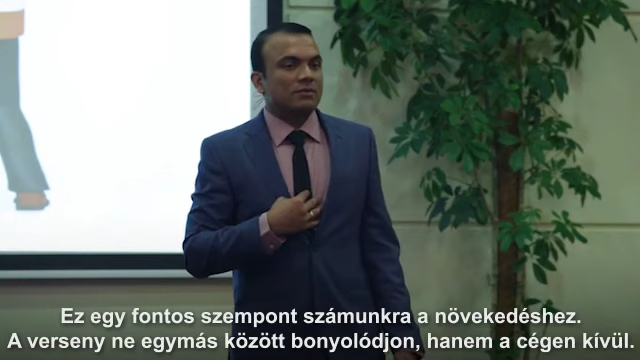 Ez egy fontos szempont számunkra a növekedéshez.
A verseny ne egymás között bonyolódjon, hanem a cégen kívül.